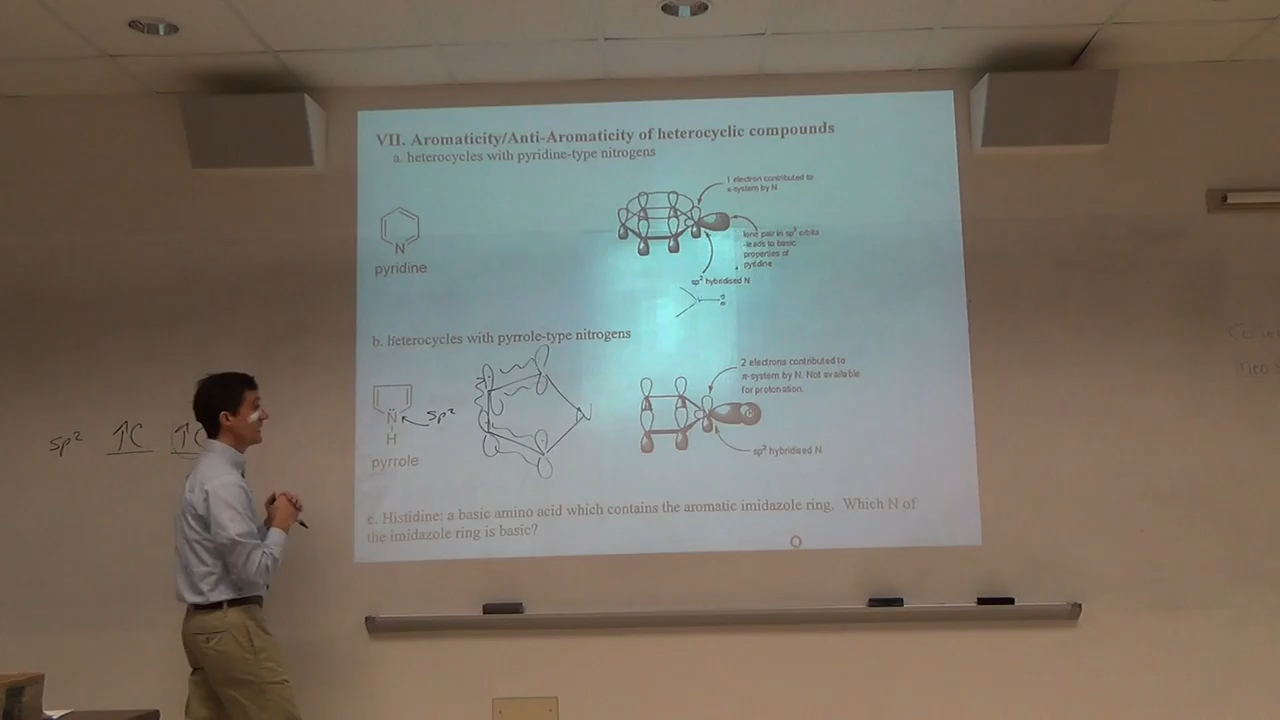 VII. Aromaticity/Anti-Aromaticity of heterocyclic compounds
a. heterocycles with pyridine-type nitrogens
1 electron contributed to
π-system by N
N
pyridine
lone pair in sp² orbits
-leads to basic
properties of
pyridine
sp² hybridised N
b. heterocycles with pyrrole-type nitrogens
2 electrons contributed to
π-system by N. Not available
for protonation.
N
H
sp²
N
pyrrole
sp² hybridised N
sp²
c. Histidine: a basic amino acid which contains the aromatic imidazole ring. Which N of
the imidazole ring is basic?